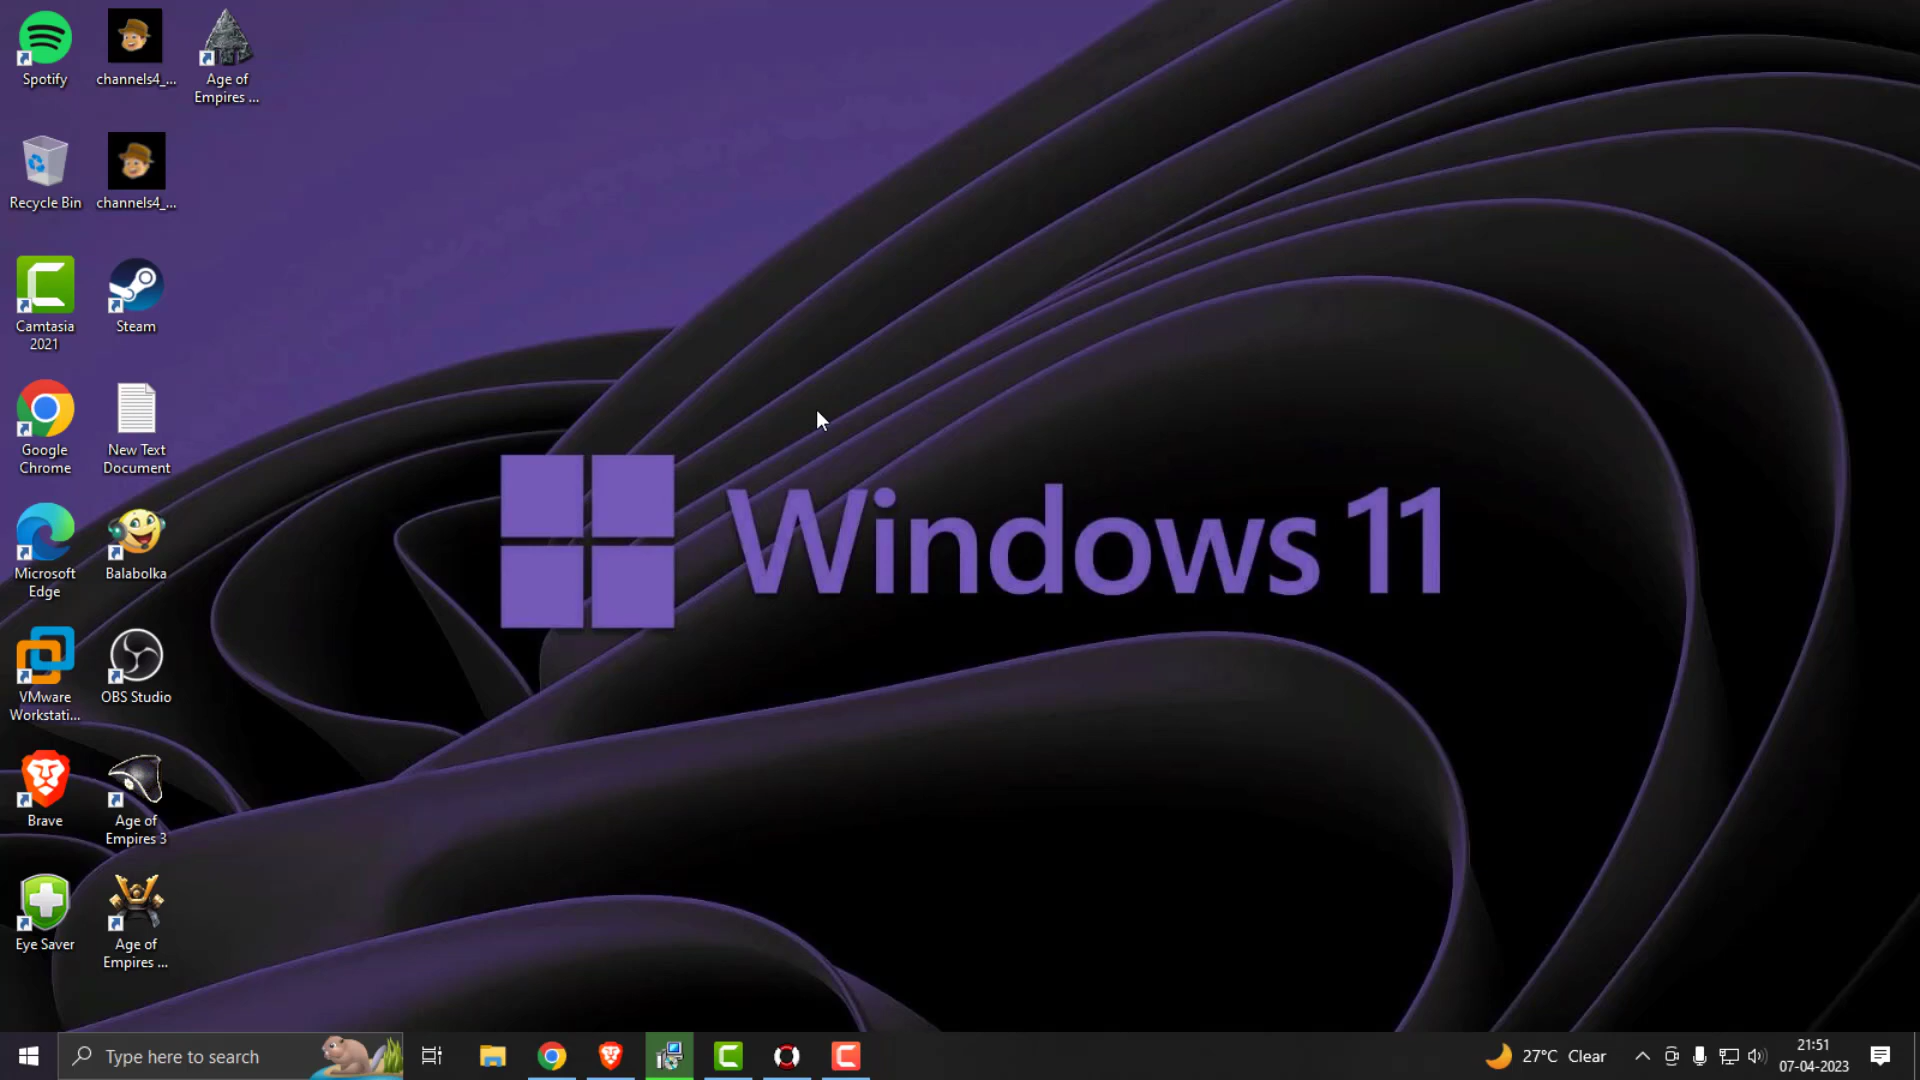 Spotify
channels4_...
Age of
Empires ...
Recycle Bin
channels4_...
Camtasia
2021
Steam
Google
Chrome
New Text
Document
Microsoft
Edge
Balabolka
VMware
Workstati...
OBS Studio
Brave
Age of
Empires 3
Eye Saver
Age of
Empires ...
Windows 11
Type here to search
27°C Clear
21:51
07-04-2023